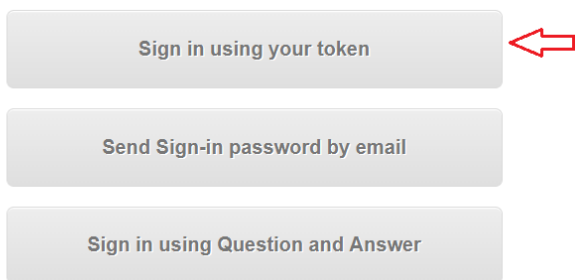 Sign in using your token
Send Sign-in password by email
Sign in using Question and Answer